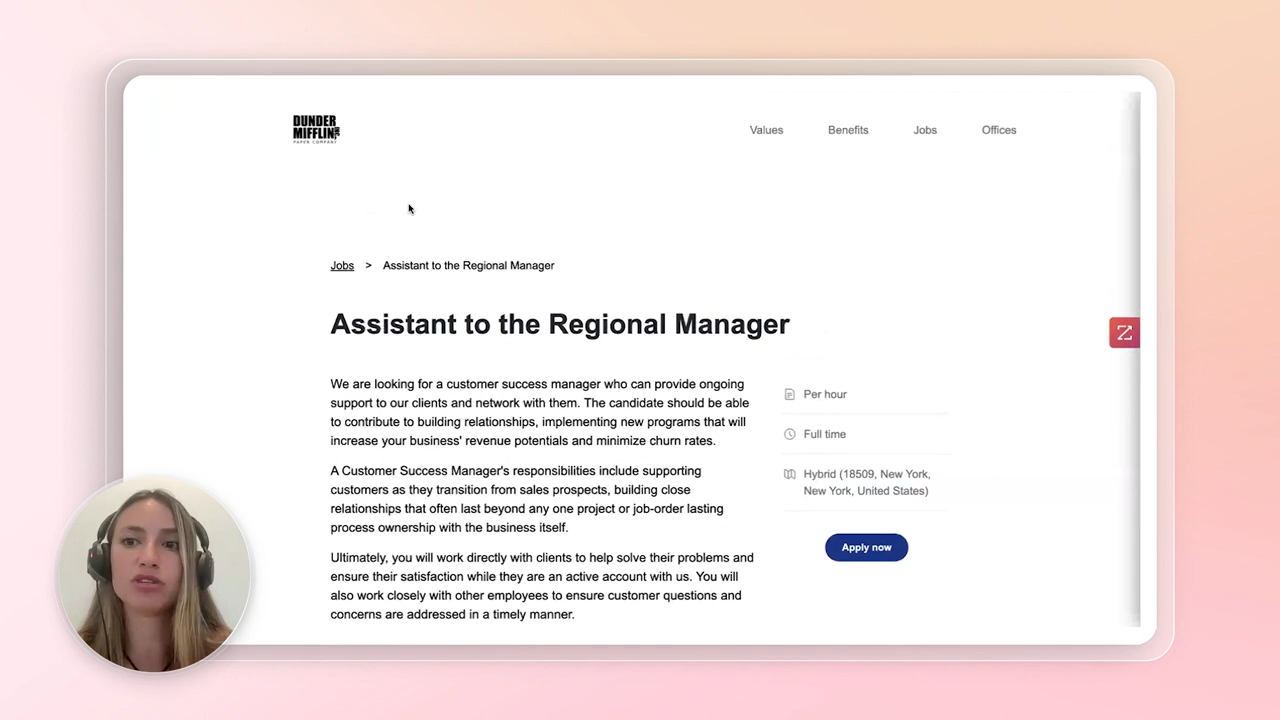 DUNDER
MIFFLIN INC
PAPER COMPANY
Values Benefits Jobs Offices
Jobs > Assistant to the Regional Manager
Assistant to the Regional Manager
We are looking for a customer success manager who can provide ongoing
support to our clients and network with them. The candidate should be able
to contribute to building relationships, implementing new programs that will
increase your business' revenue potentials and minimize churn rates.
A Customer Success Manager's responsibilities include supporting
customers as they transition from sales prospects, building close
relationships that often last beyond any one project or job-order lasting
process ownership with the business itself.
Ultimately, you will work directly with clients to help solve their problems and
ensure their satisfaction while they are an active account with us. You will
also work closely with other employees to ensure customer questions and
concerns are addressed in a timely manner.
Per hour
Full time
Hybrid (18509, New York,
New York, United States)
Apply now